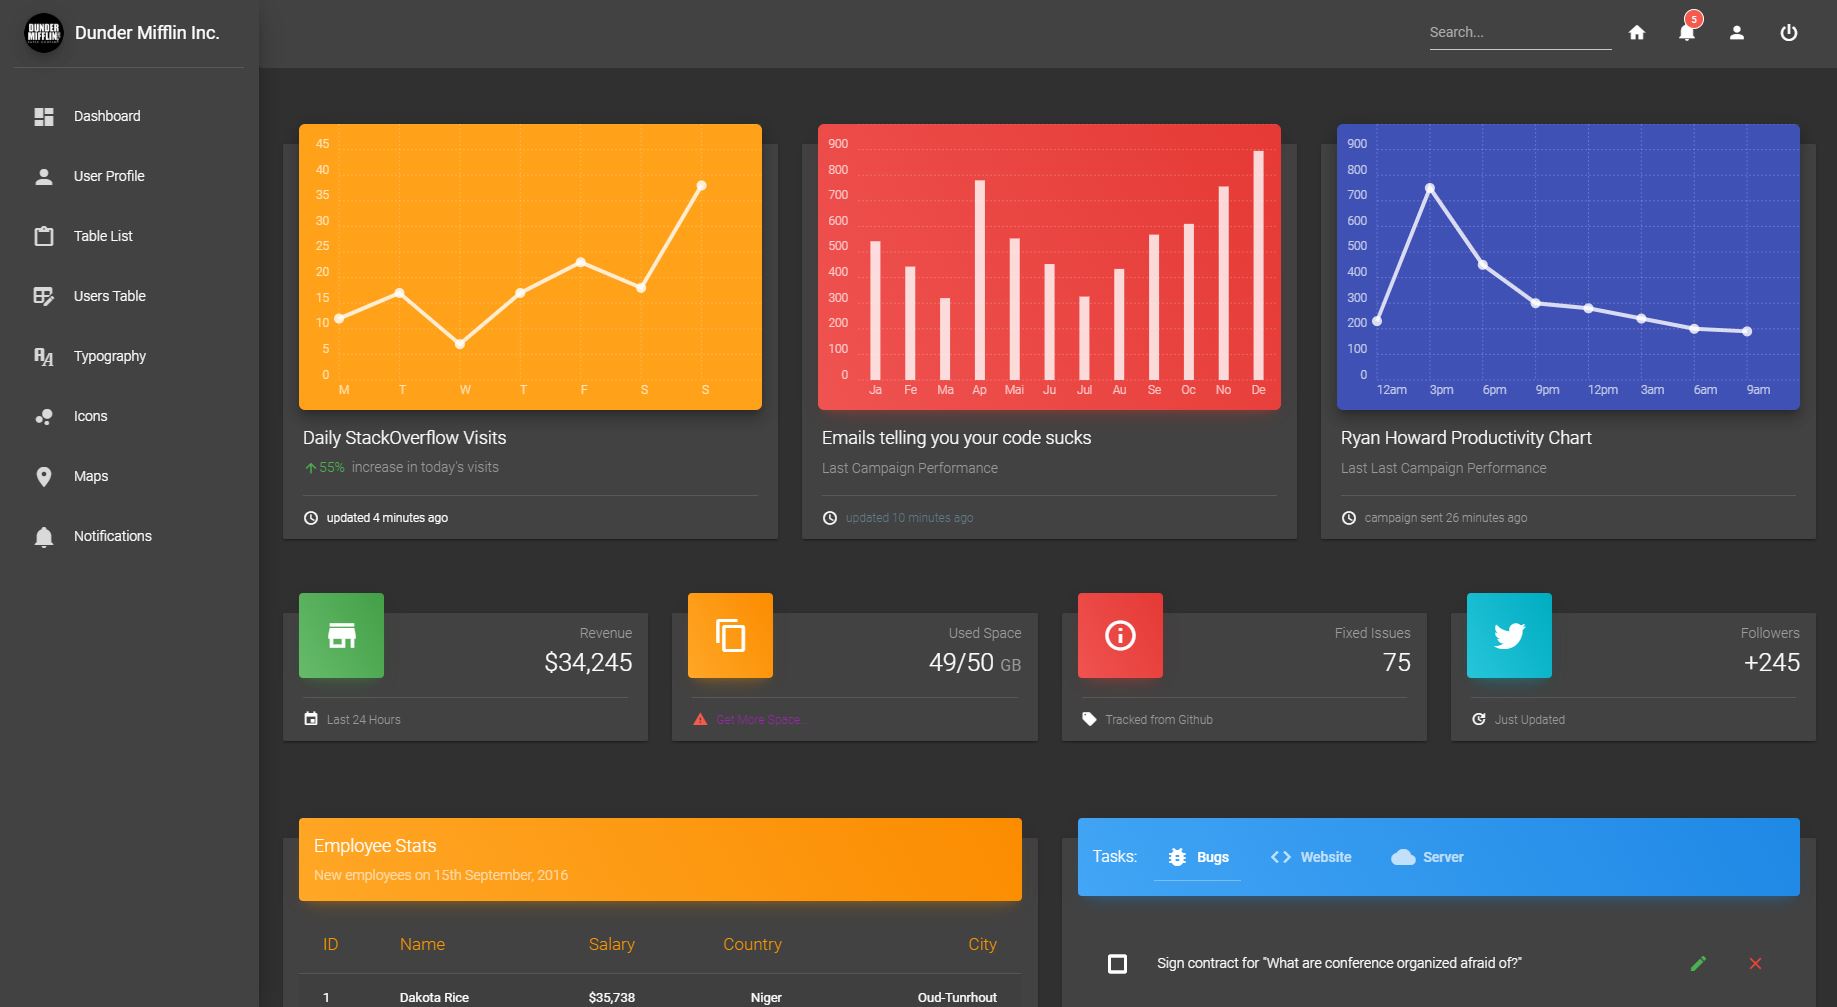 DUNDER
MIFFLIN
Dunder Mifflin Inc.
Search...
5
Dashboard
User Profile
Table List
Users Table
Typography
Icons
Maps
Notifications
45
40
35
30
25
20
15
10
5
0
M T W T F S S
Daily StackOverflow Visits
55% increase in today's visits
updated 4 minutes ago
900
800
700
600
500
400
300
200
100
0
Ja Fe Ma Ap Mai Ju Jul Au Se Oc No De
Emails telling you your code sucks
Last Campaign Performance
updated 10 minutes ago
900
800
700
600
500
400
300
200
100
0
12am 3pm 6pm 9pm 12pm 3am 6am 9am
Ryan Howard Productivity Chart
Last Last Campaign Performance
campaign sent 26 minutes ago
Revenue
$34,245
Last 24 Hours
Used Space
49/50 GB
Get More Space...
Fixed Issues
75
Tracked from Github
Followers
+245
Just Updated
Employee Stats
New employees on 15th September, 2016
ID Name Salary Country City
1 Dakota Rice $35,738 Niger Oud-Tunrhout
Tasks: Bugs Website Server
Sign contract for "What are conference organized afraid of?"